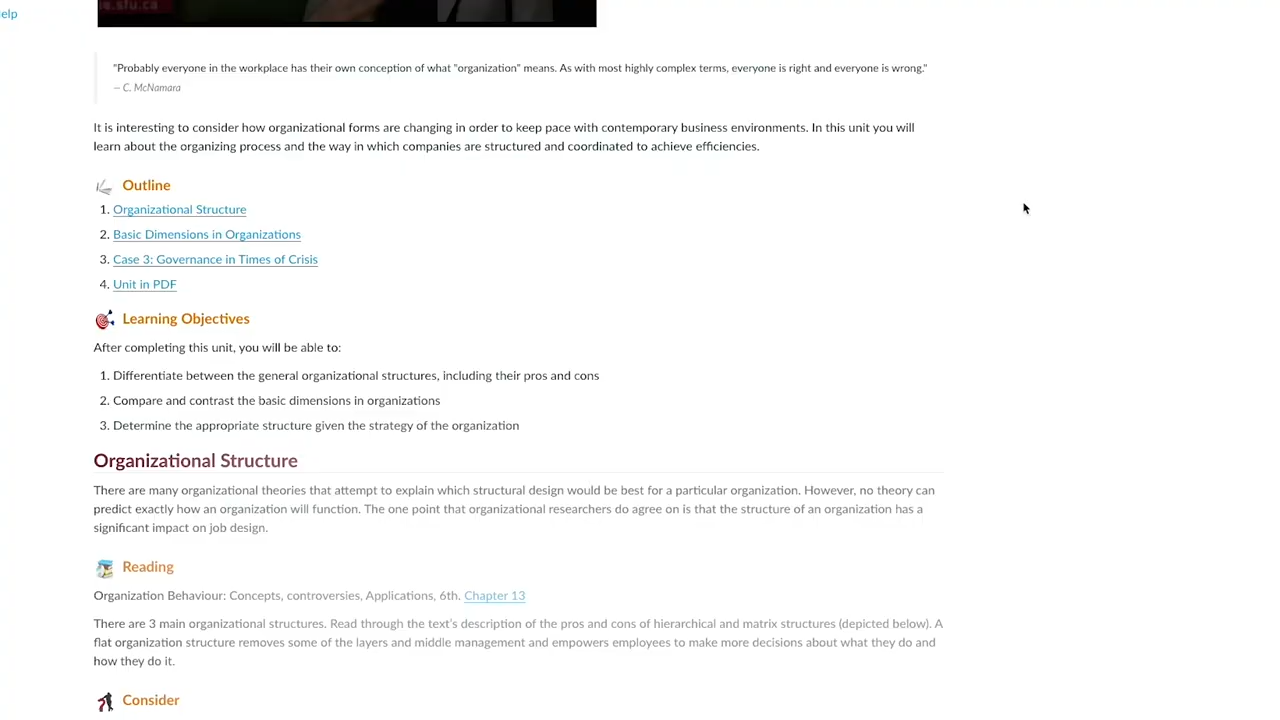 elp
is.sfu.ca
"Probably everyone in the workplace has their own conception of what "organization" means. As with most highly complex terms, everyone is right and everyone is wrong."
— C. McNamara
It is interesting to consider how organizational forms are changing in order to keep pace with contemporary business environments. In this unit you will
learn about the organizing process and the way in which companies are structured and coordinated to achieve efficiencies.
Outline
1. Organizational Structure
2. Basic Dimensions in Organizations
3. Case 3: Governance in Times of Crisis
4. Unit in PDF
Learning Objectives
After completing this unit, you will be able to:
1. Differentiate between the general organizational structures, including their pros and cons
2. Compare and contrast the basic dimensions in organizations
3. Determine the appropriate structure given the strategy of the organization
Organizational Structure
There are many organizational theories that attempt to explain which structural design would be best for a particular organization. However, no theory can
predict exactly how an organization will function. The one point that organizational researchers do agree on is that the structure of an organization has a
significant impact on job design.
Reading
Organization Behaviour: Concepts, controversies, Applications, 6th. Chapter 13
There are 3 main organizational structures. Read through the text's description of the pros and cons of hierarchical and matrix structures (depicted below). A
flat organization structure removes some of the layers and middle management and empowers employees to make more decisions about what they do and
how they do it.
Consider